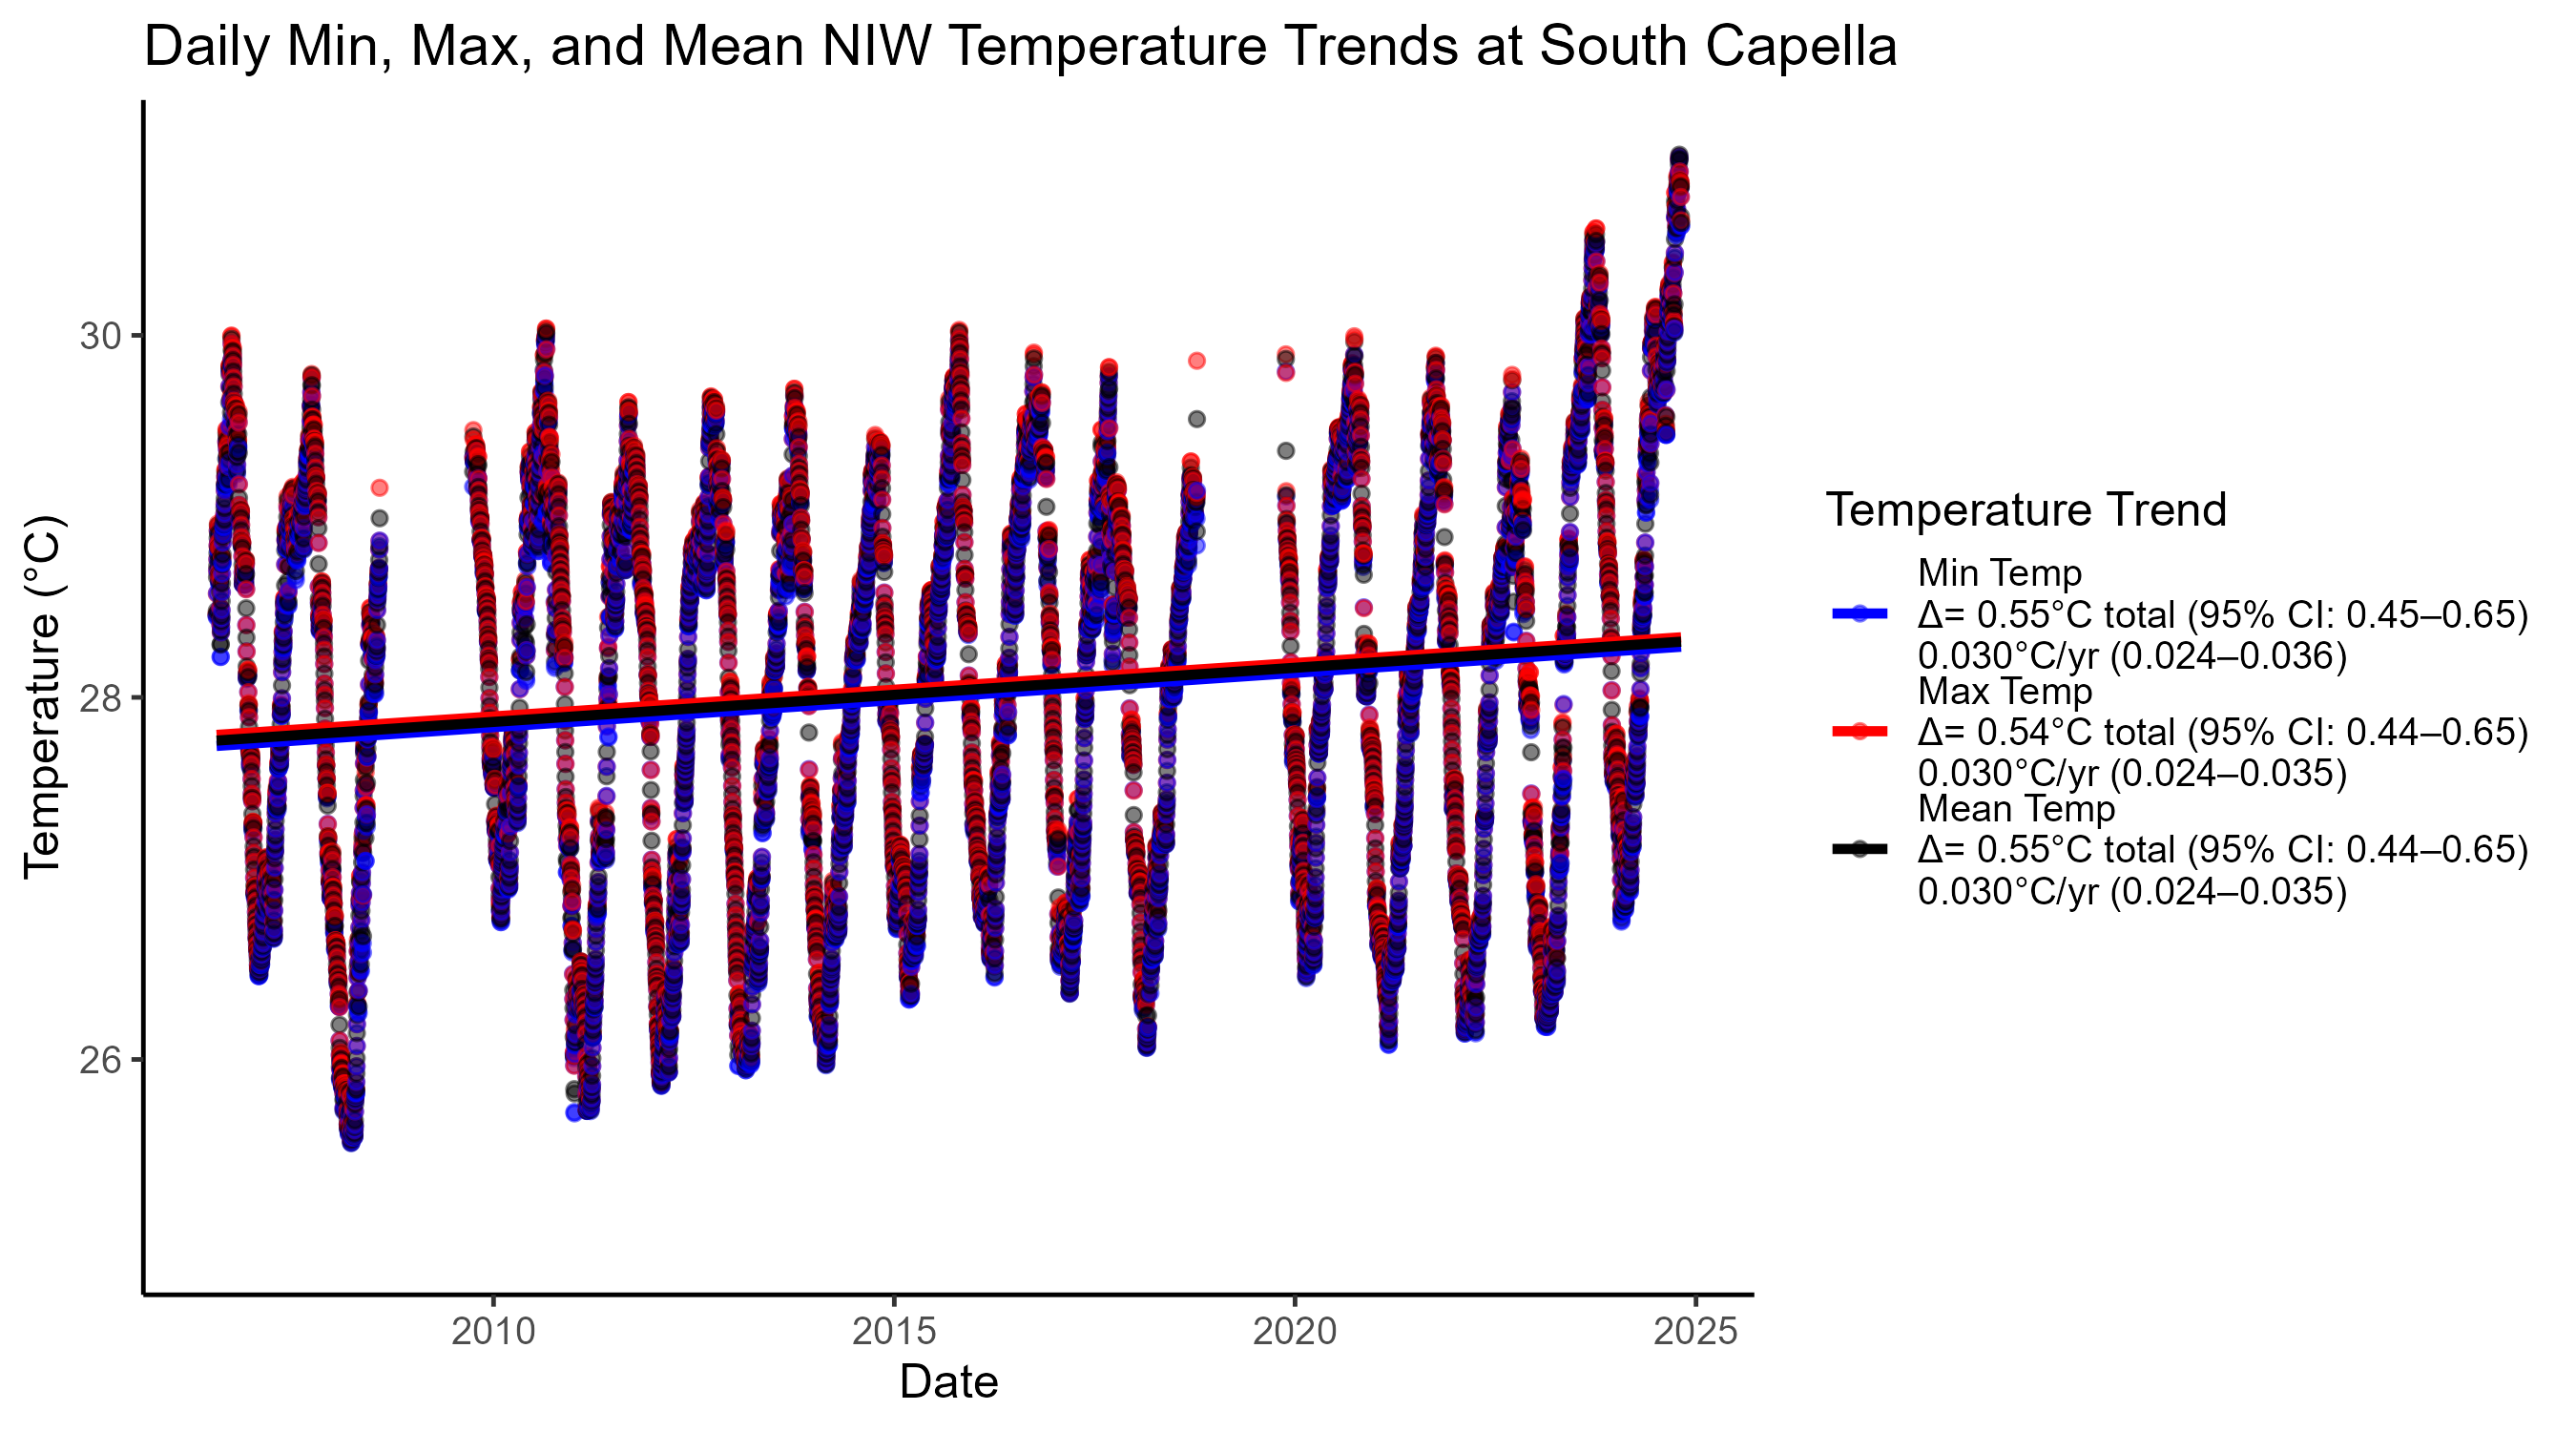 Daily Min, Max, and Mean NIW Temperature Trends at South Capella
Temperature (°C)
30
28
26
2010
2015
2020
2025
Date
Temperature Trend
Min Temp
Δ= 0.55°C total (95% CI: 0.45–0.65)
0.030°C/yr (0.024–0.036)
Max Temp
Δ= 0.54°C total (95% CI: 0.44–0.65)
0.030°C/yr (0.024–0.035)
Mean Temp
Δ= 0.55°C total (95% CI: 0.44–0.65)
0.030°C/yr (0.024–0.035)